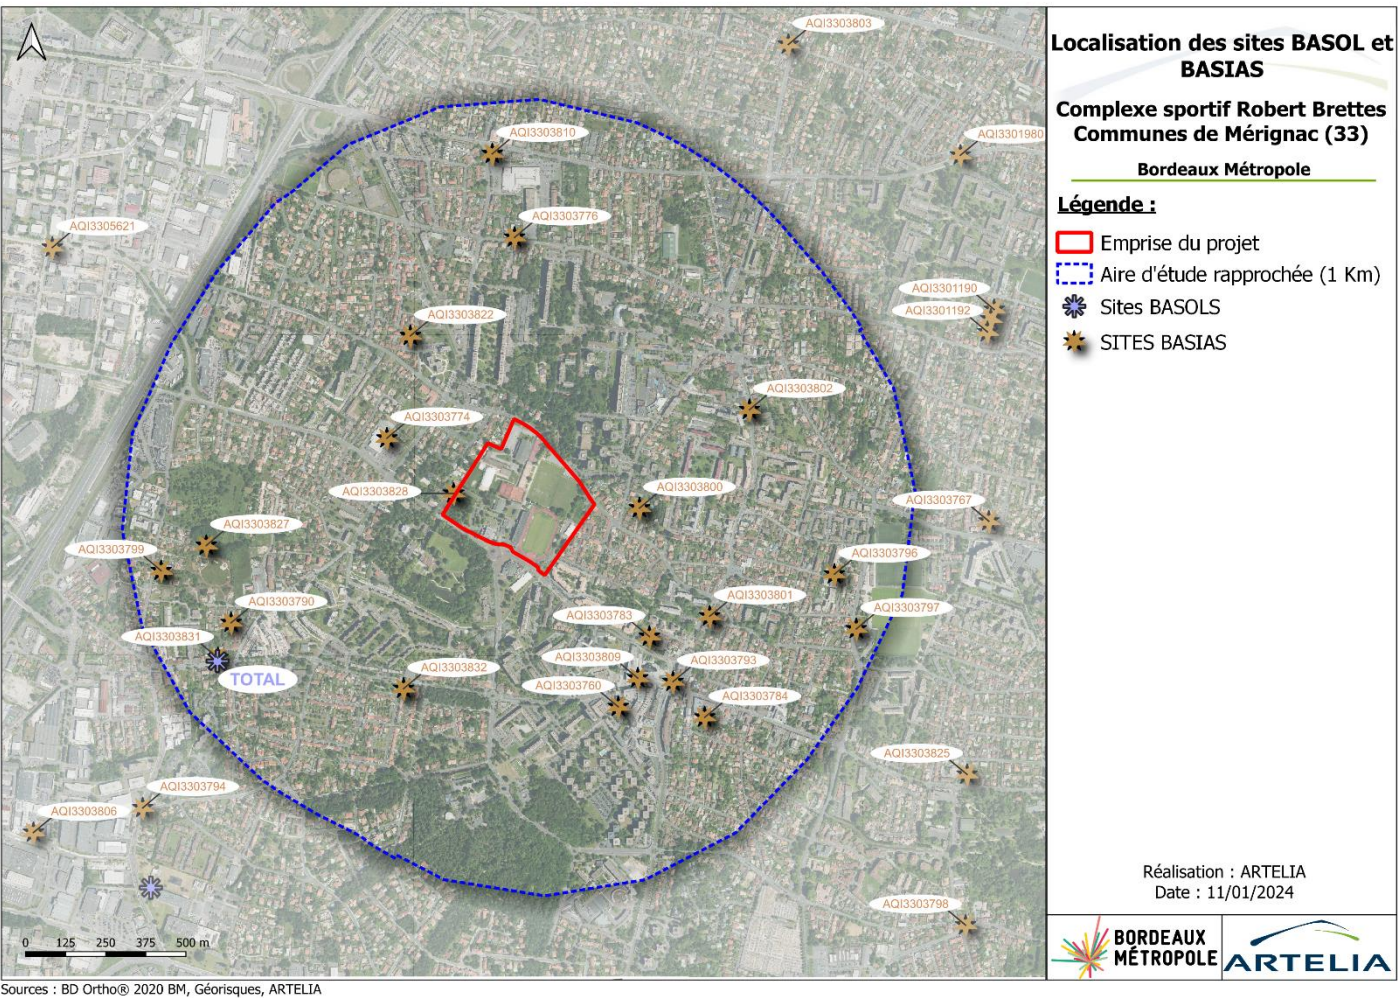 Localisation des sites BASOL et
BASIAS
Complexe sportif Robert Brettes
Communes de Mérignac (33)
Bordeaux Métropole
Légende :
Emprise du projet
Aire d'étude rapprochée (1 Km)
Sites BASOLS
SITES BASIAS
AQI3303803
AQI3303810
AQI3301980
AQI3303776
AQI3305621
AQI3301190
AQI3301192
AQI3303822
AQI3303802
AQI3303774
AQI3303828
AQI3303800
AQI3303767
AQI3303827
AQI3303799
AQI3303796
AQI3303790
AQI3303801
AQI3303797
AQI3303783
AQI3303831
TOTAL
AQI3303809
AQI3303793
AQI3303832
AQI3303760
AQI3303784
AQI3303825
AQI3303794
AQI3303806
AQI3303798
0 125 250 375 500 m
Réalisation : ARTELIA
Date : 11/01/2024
BORDEAUX
MÉTROPOLE
ARTELIA
Sources : BD Ortho® 2020 BM, Géorisques, ARTELIA